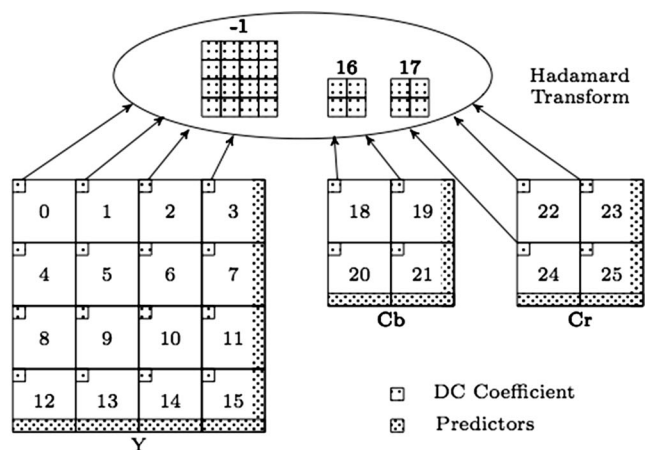 -1
16 17
Hadamard
Transform
0 1 2 3
18 19
22 23
4 5 6 7
20 21
24 25
Cb
Cr
8 9 10 11
12 13 14 15
Y
DC Coefficient
Predictors